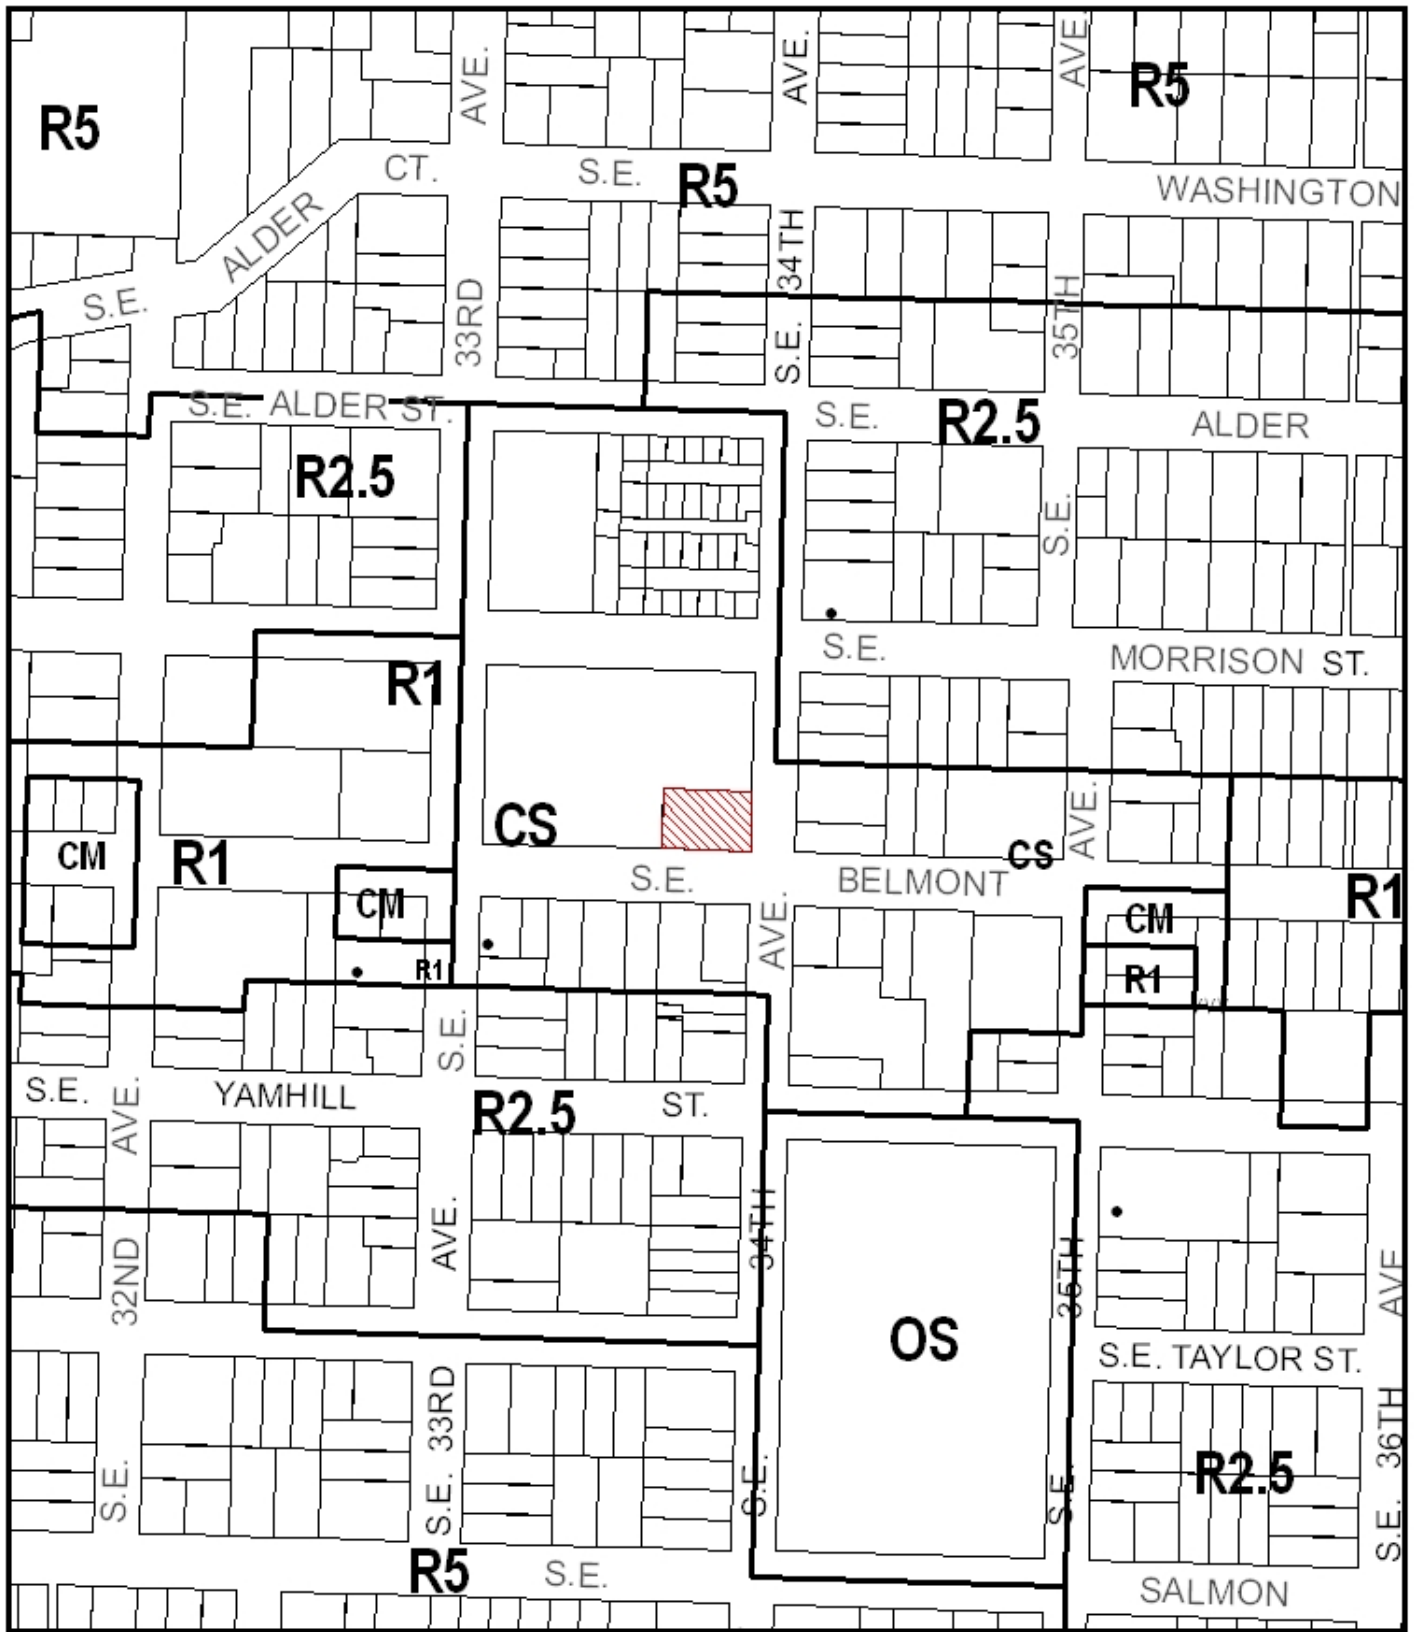 AVE.
AVE.
AVE.
R5
R5
CT.
S.E.
R5
WASHINGTON
ALDER
34TH
S.E.
33RD
35TH
S.E.
S.E. ALDER ST.
S.E.
R2.5
ALDER
R2.5
S.E.
S.E.
MORRISON ST.
R1
CS
AVE.
CM
R1
CS
S.E.
BELMONT
R1
CM
CM
AVE.
R1
R1
S.E.
S.E.
YAMHILL
ST.
AVE.
R2.5
34TH
AVE.
32ND
35TH
AVE
OS
S.E. TAYLOR ST.
33RD
36TH
S.E.
S.E.
S.E.
S.E.
R2.5
S.E.
R5
S.E.
SALMON